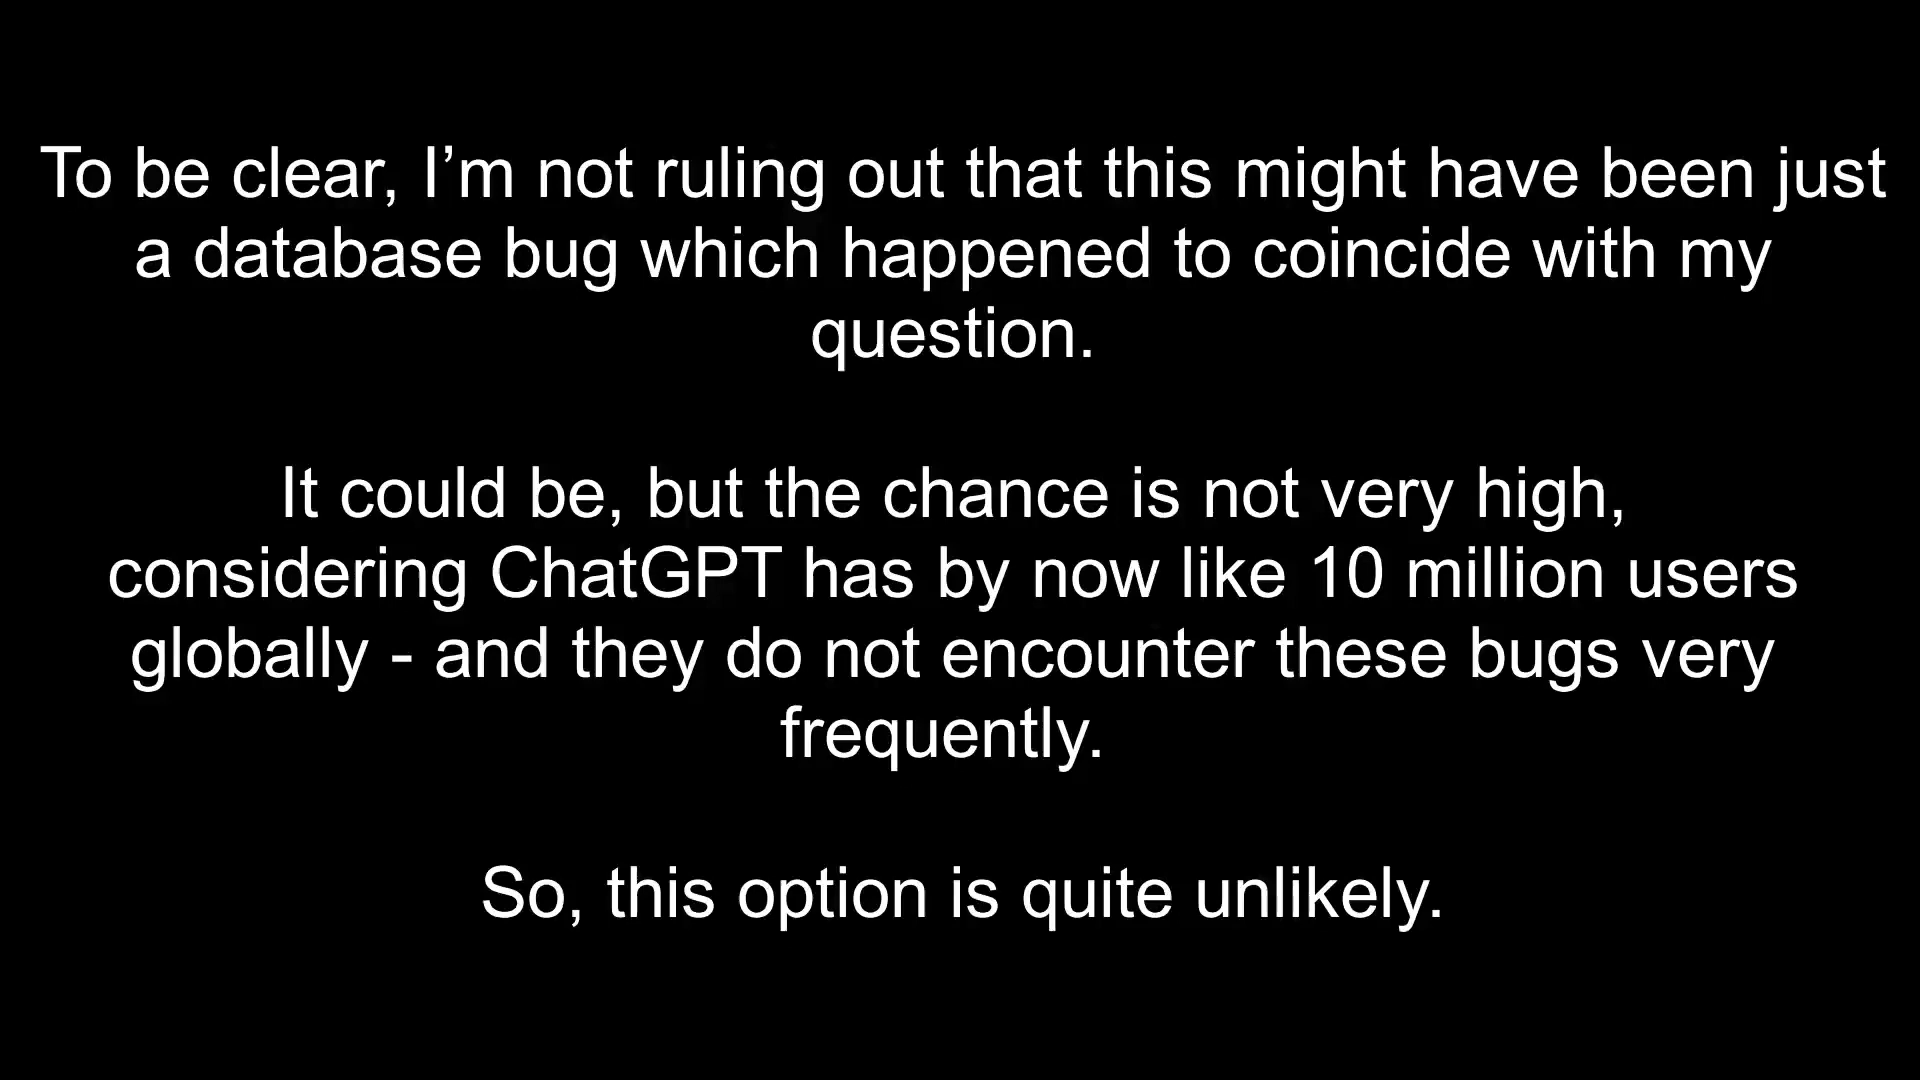 To be clear, I’m not ruling out that this might have been just
a database bug which happened to coincide with my
question.
It could be, but the chance is not very high,
considering ChatGPT has by now like 10 million users
globally - and they do not encounter these bugs very
frequently.
So, this option is quite unlikely.